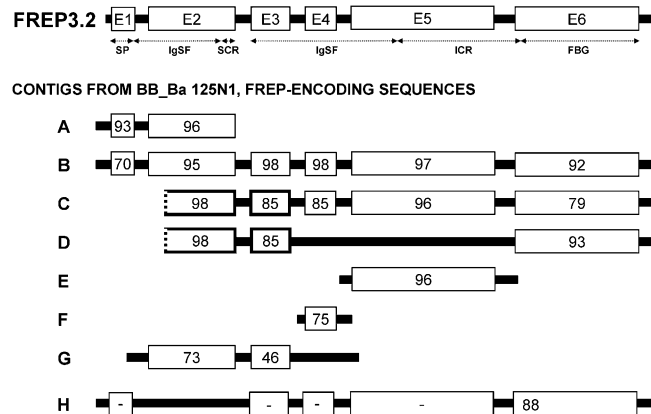 FREP3.2 E1 E2 E3 E4 E5 E6
SP IgSF SCR IgSF ICR FBG
CONTIGS FROM BB_Ba 125N1, FREP-ENCODING SEQUENCES
A 93 96
B 70 95 98 98 97 92
C 98 85 85 96 79
D 98 85 93
E 96
F 75
G 73 46
H - - - - 88